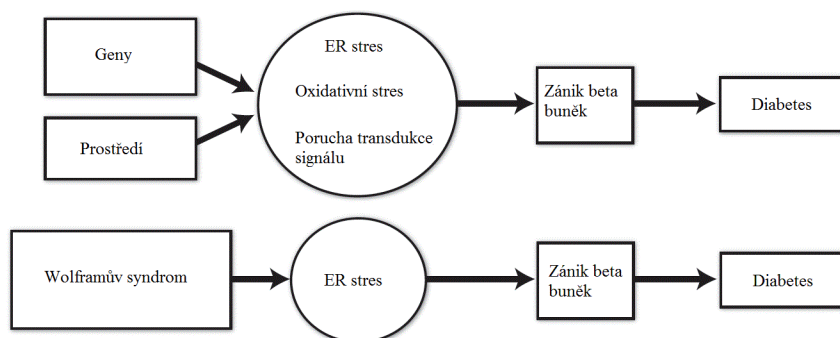 Geny
Prostředí
ER stres
Oxidativní stres
Porucha transdukce
signálu
Zánik beta
buněk
Diabetes
Wolframův syndrom
ER stres
Zánik beta
buněk
Diabetes